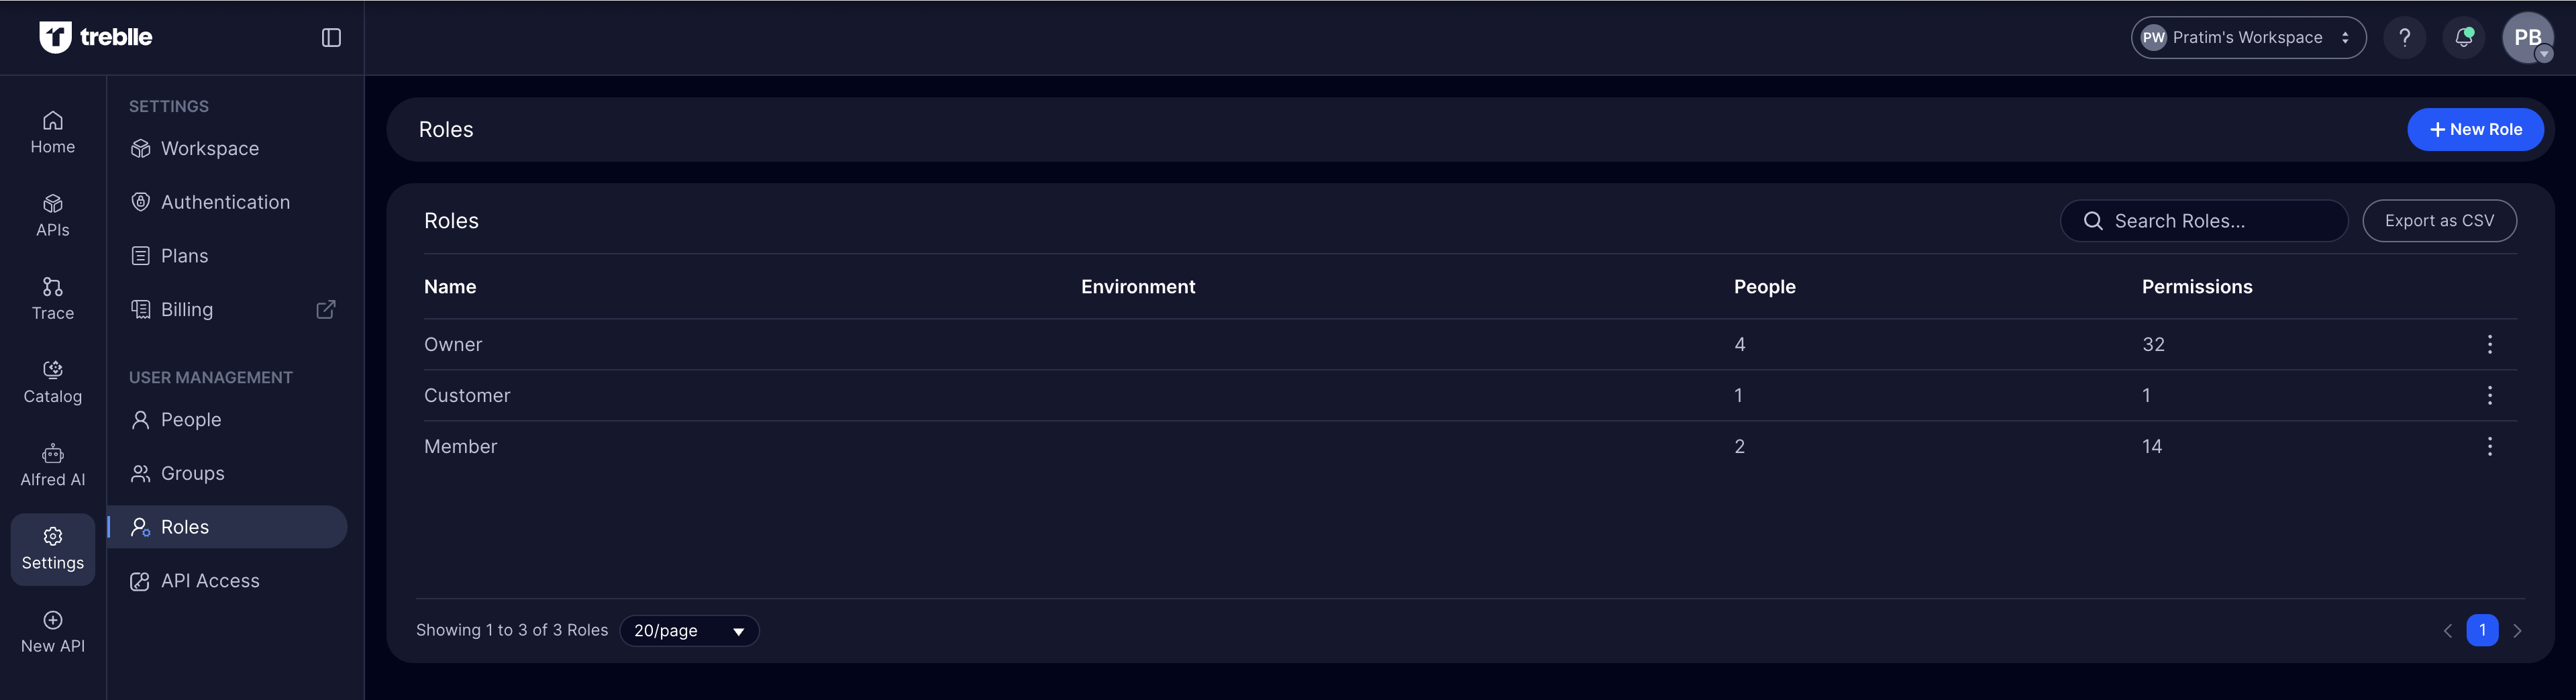 treblle
PW Pratim's Workspace
?
PB
Home
APIs
Trace
Catalog
Alfred AI
Settings
New API
SETTINGS
Workspace
Authentication
Plans
Billing
USER MANAGEMENT
People
Groups
Roles
API Access
Roles
+ New Role
Roles
Search Roles...
Export as CSV
Name Environment People Permissions
Owner 4 32
Customer 1 1
Member 2 14
Showing 1 to 3 of 3 Roles 20/page
1